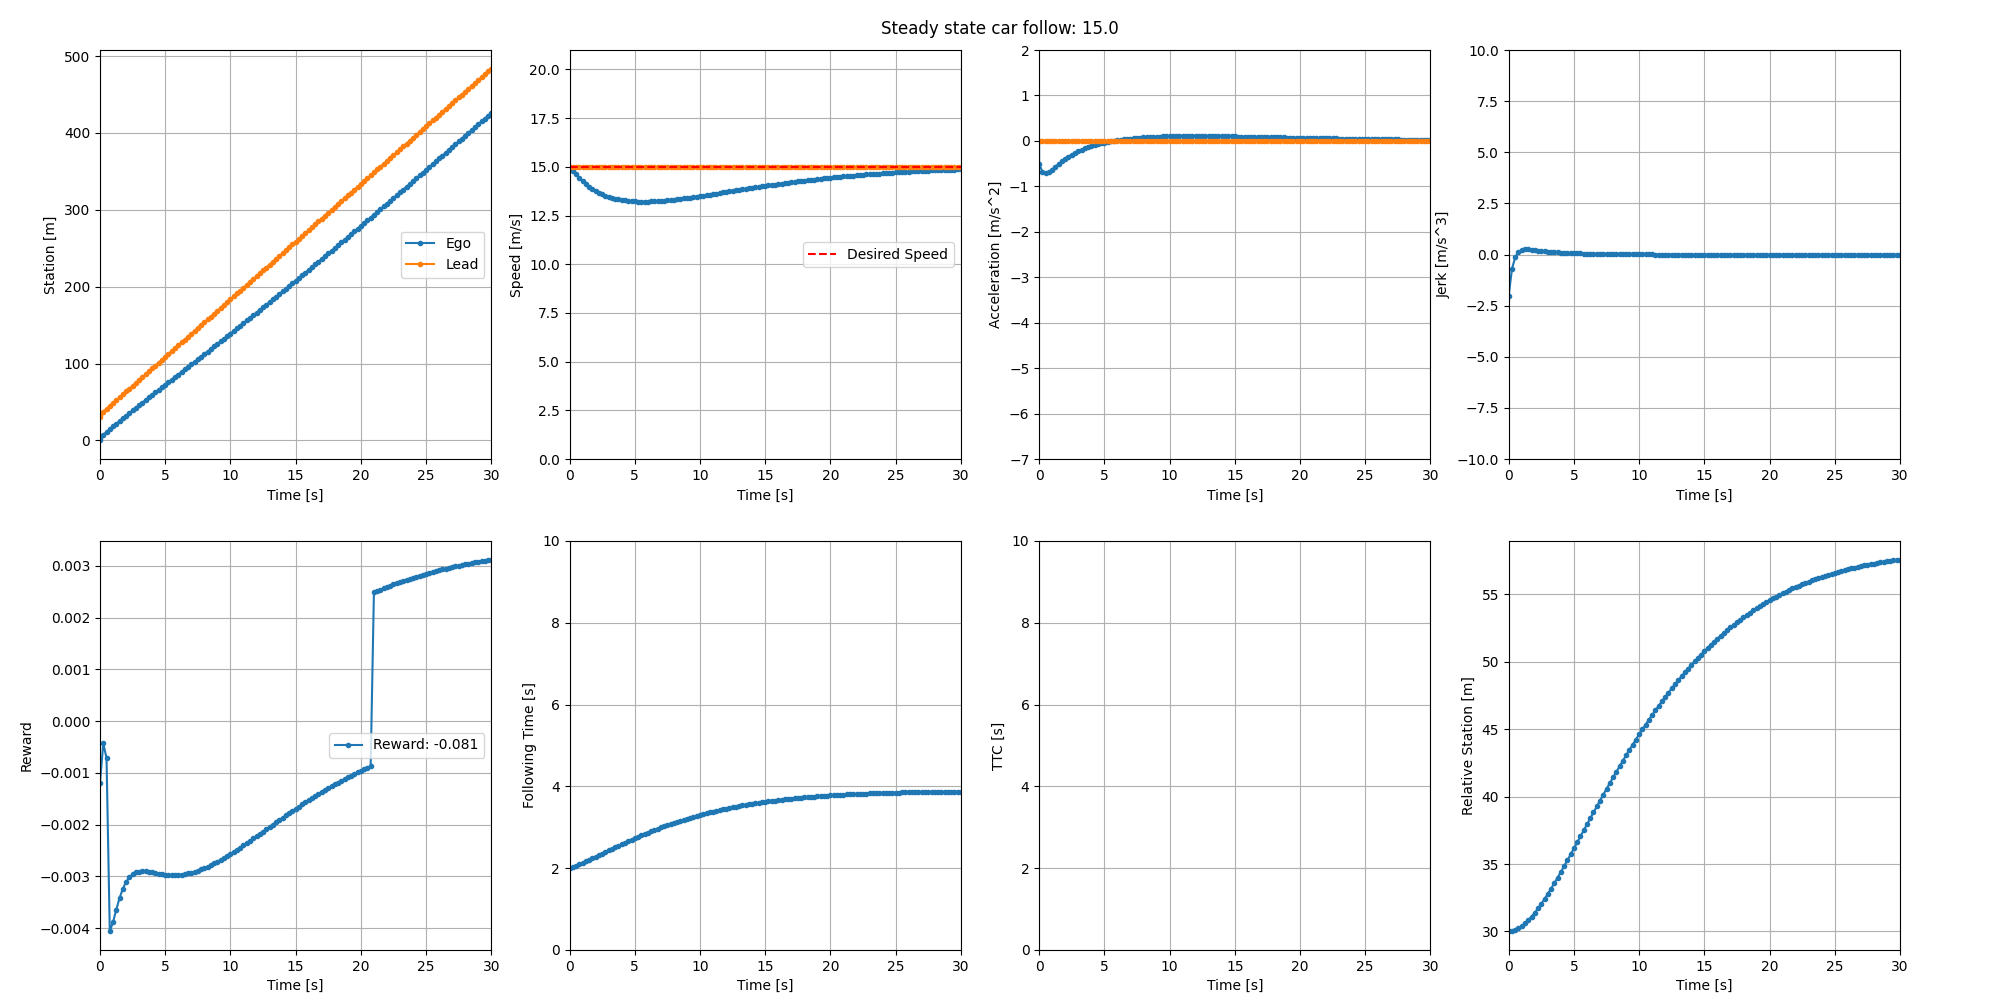 Steady state car follow: 15.0
Station [m]
500
400
300
200
100
0
0 5 10 15 20 25 30
Time [s]
Ego
Lead
Speed [m/s]
20.0
17.5
15.0
12.5
10.0
7.5
5.0
2.5
0.0
0 5 10 15 20 25 30
Time [s]
Desired Speed
Acceleration [m/s^2]
2
1
0
−1
−2
−3
−4
−5
−6
−7
0 5 10 15 20 25 30
Time [s]
Jerk [m/s^3]
10.0
7.5
5.0
2.5
0.0
−2.5
−5.0
−7.5
−10.0
0 5 10 15 20 25 30
Time [s]
Reward
0.003
0.002
0.001
0.000
−0.001
−0.002
−0.003
−0.004
0 5 10 15 20 25 30
Time [s]
Reward: -0.081
Following Time [s]
10
8
6
4
2
0
0 5 10 15 20 25 30
Time [s]
TTC [s]
10
8
6
4
2
0
0 5 10 15 20 25 30
Time [s]
Relative Station [m]
55
50
45
40
35
30
0 5 10 15 20 25 30
Time [s]